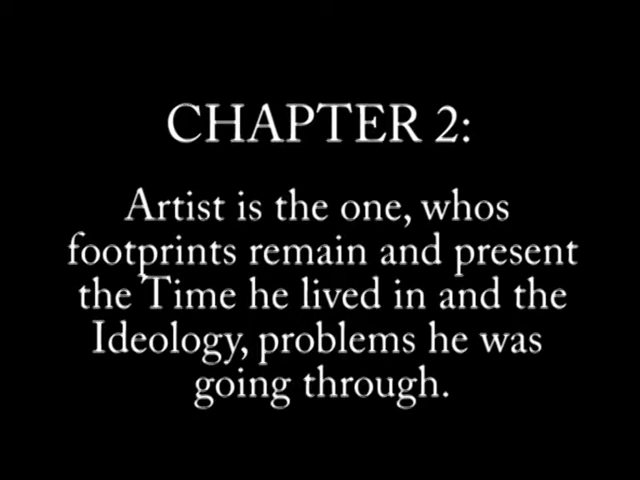 CHAPTER 2:
Artist is the one, whos
footprints remain and present
the Time he lived in and the
Ideology, problems he was
going through.